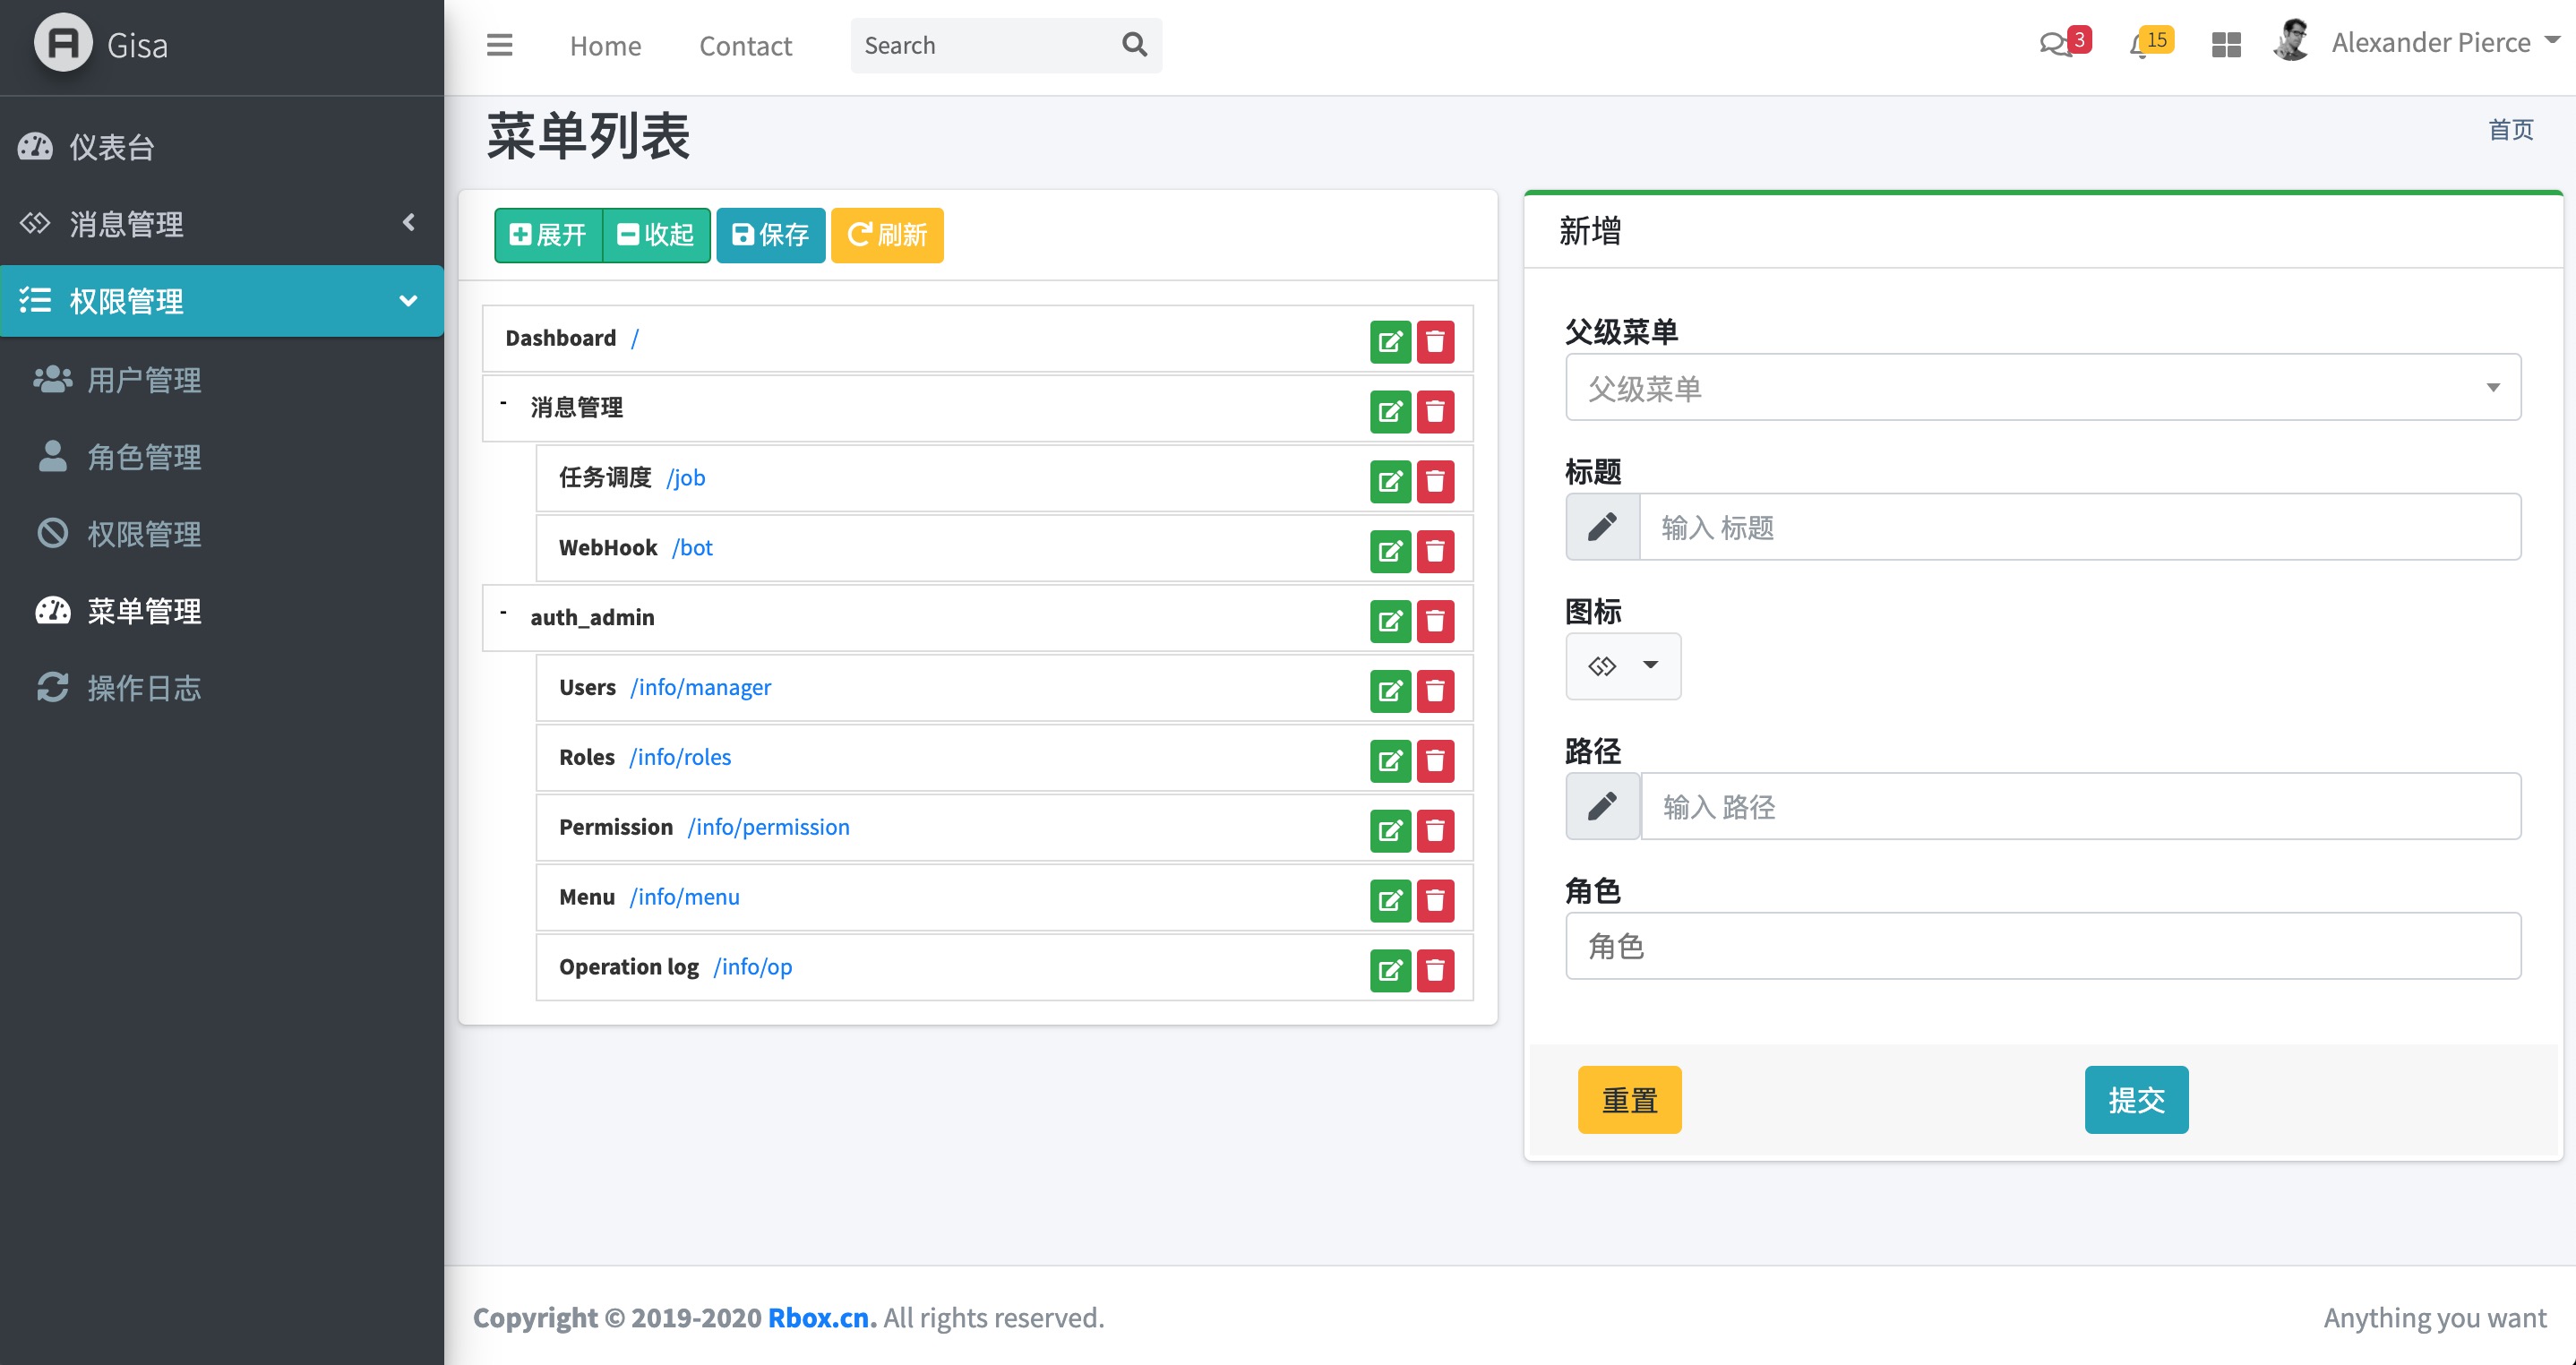 Gisa
Home Contact Search 3 15 Alexander Pierce
仪表台
消息管理
权限管理
用户管理
角色管理
权限管理
菜单管理
操作日志
菜单列表 首页
展开 收起 保存 刷新
Dashboard /
- 消息管理
任务调度 /job
WebHook /bot
- auth_admin
Users /info/manager
Roles /info/roles
Permission /info/permission
Menu /info/menu
Operation log /info/op
新增
父级菜单
父级菜单
标题
输入 标题
图标
路径
输入 路径
角色
角色
重置 提交
Copyright © 2019-2020 Rbox.cn. All rights reserved. Anything you want